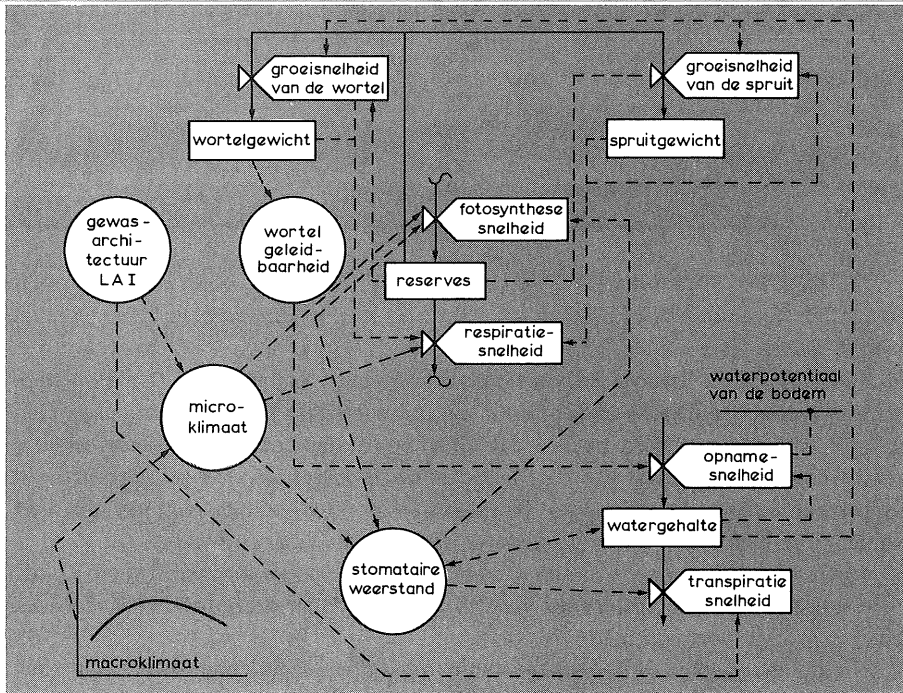 groeisnelheid
van de wortel
groeisnelheid
van de spruit
wortelgewicht
spruitgewicht
gewas-
archi-
tectuur
LAI
wortel
geleid-
baarheid
fotosynthese
snelheid
reserves
respiratie-
snelheid
micro-
klimaat
waterpotentiaal
van de bodem
opname-
snelheid
watergehalte
stomataire
weerstand
transpiratie
snelheid
macroklimaat